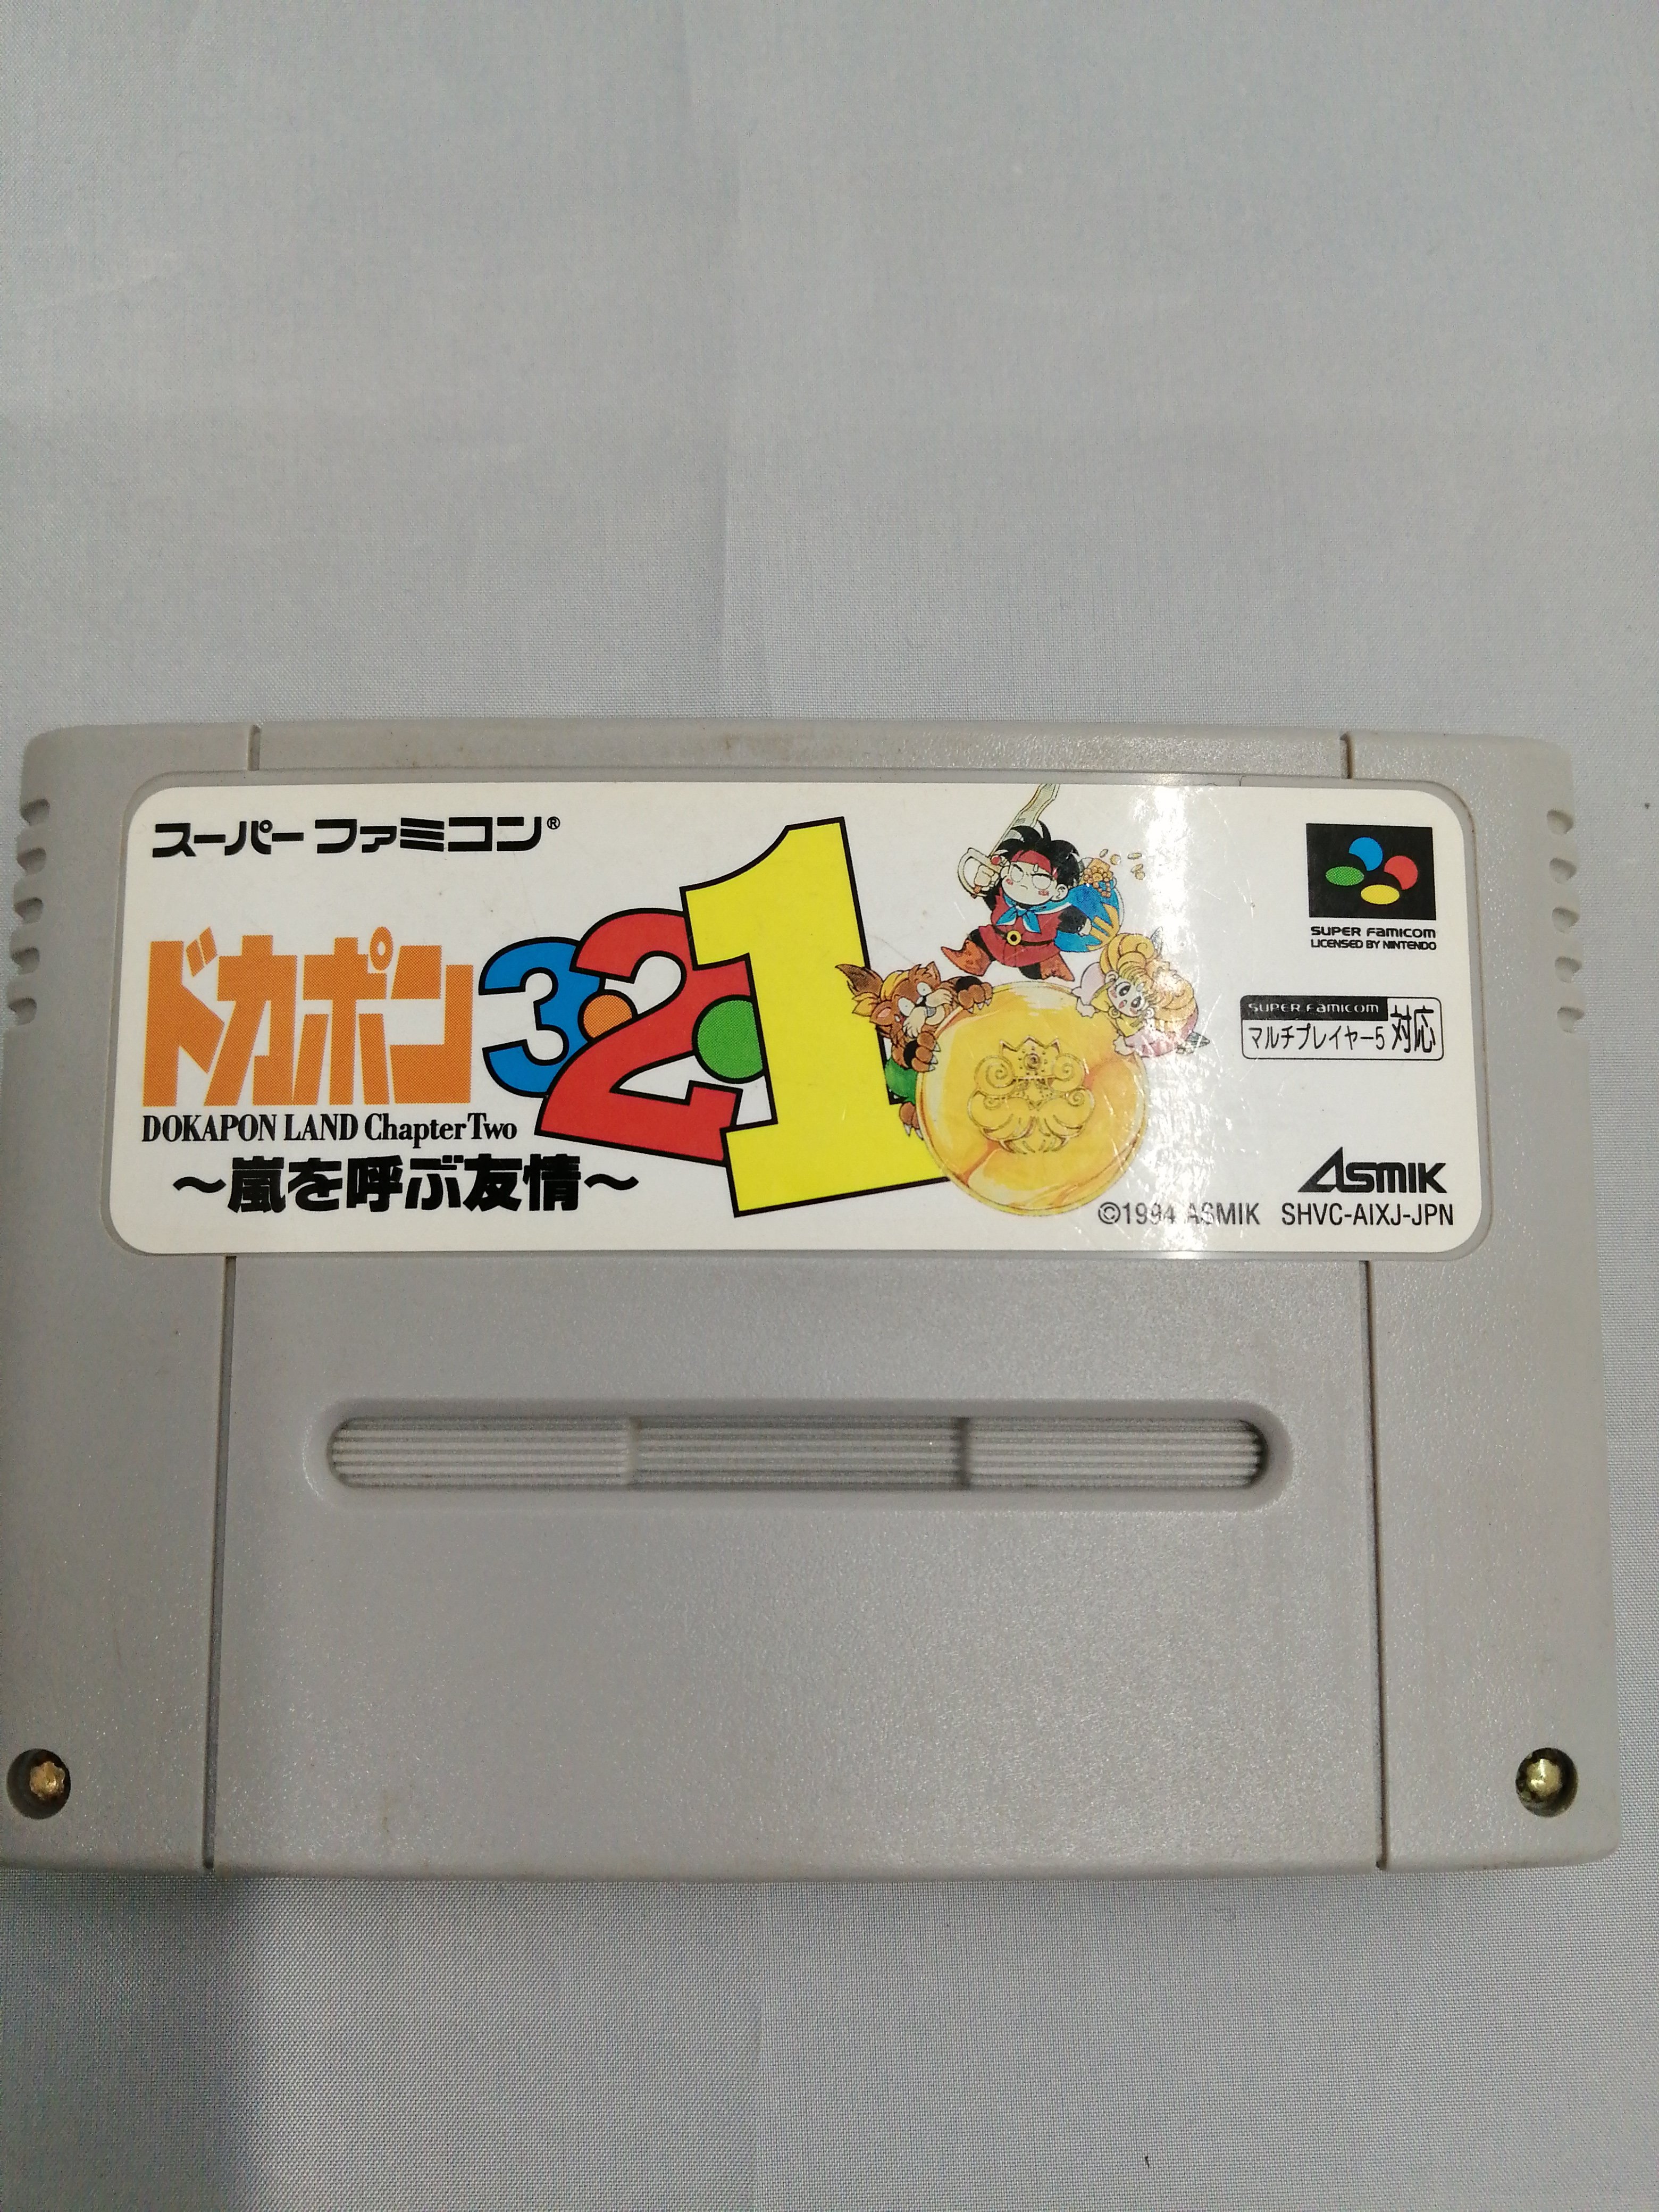 スーパーファミコン®
ドカポン3・2・1
DOKAPON LAND Chapter Two
～嵐を呼ぶ友情～
SUPER FAMICOM
LICENSED BY NINTENDO
SUPER FAMICOM
マルチプレイヤー5 対応
ASMIK
©1994 ASMIK SHVC-AIXJ-JPN